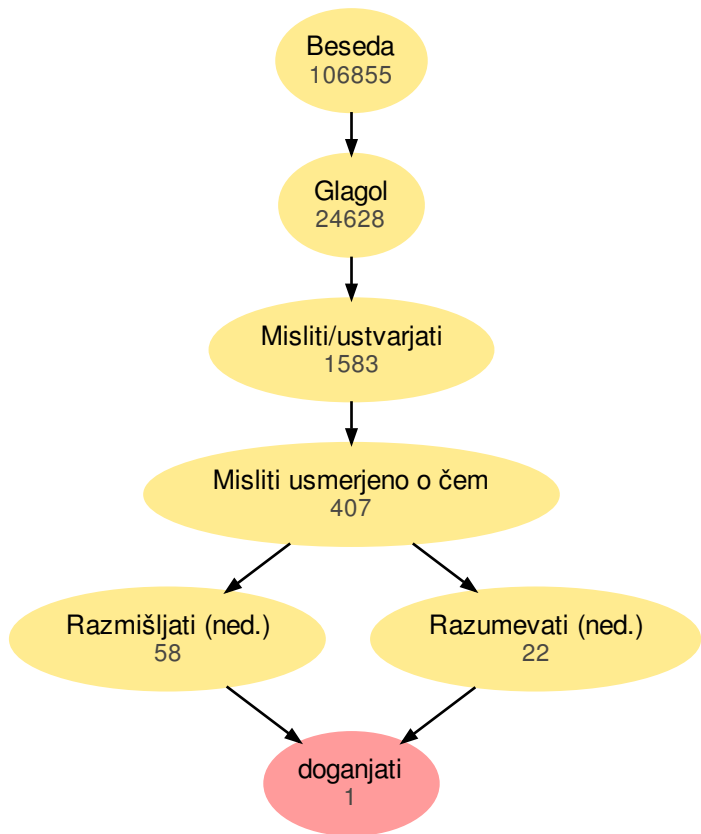 Beseda
106855
Glagol
24628
Misliti/ustvarjati
1583
Misliti usmerjeno o čem
407
Razmišljati (ned.)
58
Razumevati (ned.)
22
doganjati
1